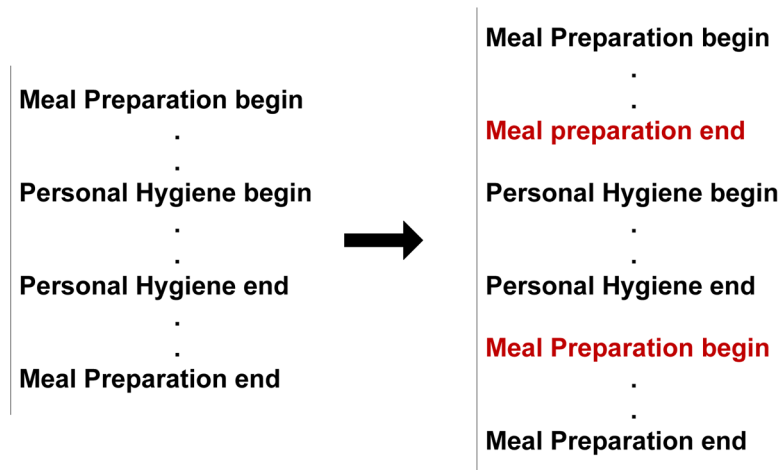 Meal Preparation begin
.
.
Personal Hygiene begin
.
.
Personal Hygiene end
.
.
Meal Preparation end
Meal Preparation begin
.
.
Meal preparation end
Personal Hygiene begin
.
.
Personal Hygiene end
Meal Preparation begin
.
.
Meal Preparation end